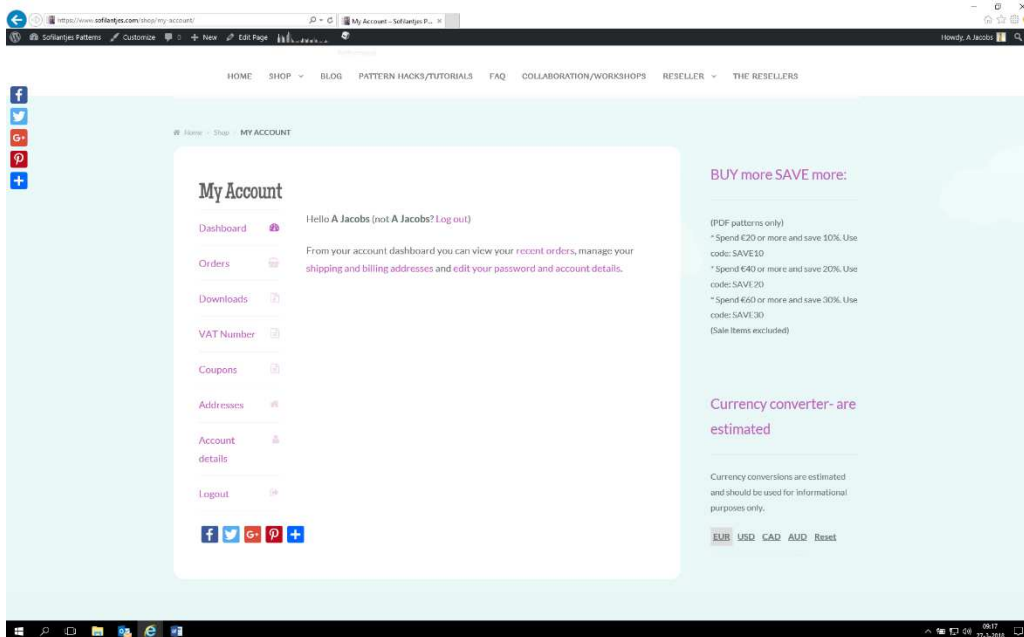 https://www.sofilantjes.com/shop/my-account/
My Account – Sofilantjes P...
Sofilantjes Patterns Customize 0 + New Edit Page
Howdy, A Jacobs
HOME SHOP BLOG PATTERN HACKS/TUTORIALS FAQ COLLABORATION/WORKSHOPS RESELLER THE RESELLERS
Home Shop MY ACCOUNT
My Account
Dashboard
Orders
Downloads
VAT Number
Coupons
Addresses
Account
details
Logout
Hello A Jacobs (not A Jacobs? Log out)
From your account dashboard you can view your recent orders, manage your
shipping and billing addresses and edit your password and account details.
BUY more SAVE more:
(PDF patterns only)
* Spend €20 or more and save 10%. Use
code: SAVE10
* Spend €40 or more and save 20%. Use
code: SAVE20
* Spend €60 or more and save 30%. Use
code: SAVE30
(Sale Items excluded)
Currency converter- are
estimated
Currency conversions are estimated
and should be used for informational
purposes only.
EUR USD CAD AUD Reset
09:17
27-3-2018